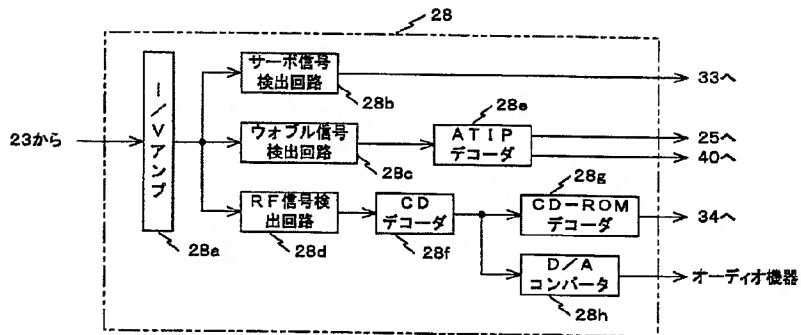 28
サーボ信号
検出回路
33へ
28b
28e
I/Vアンプ
23から
ウォブル信号
検出回路
ATIP
デコーダ
25へ
40へ
28c
28g
RF信号検
出回路
CD
デコーダ
CD-ROM
デコーダ
34へ
28a
28d
28f
D/A
コンバータ
オーディオ機器
28h